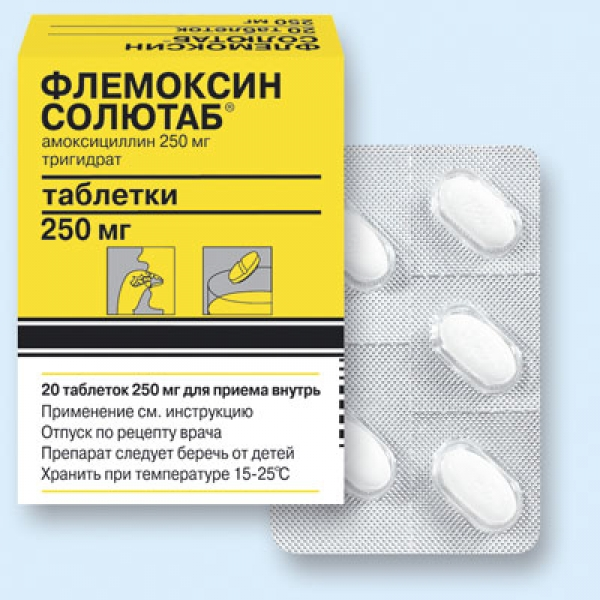 ФЛЕМОКСИН
СОЛЮТАБ
20 таблеток
250 мг
ФЛЕМОКСИН
СОЛЮТАБ®
амоксициллин 250 мг
тригидрат
таблетки
250 мг
20 таблеток 250 мг для приема внутрь
Применение см. инструкцию
Отпуск по рецепту врача
Препарат следует беречь от детей
Хранить при температуре 15-25°С